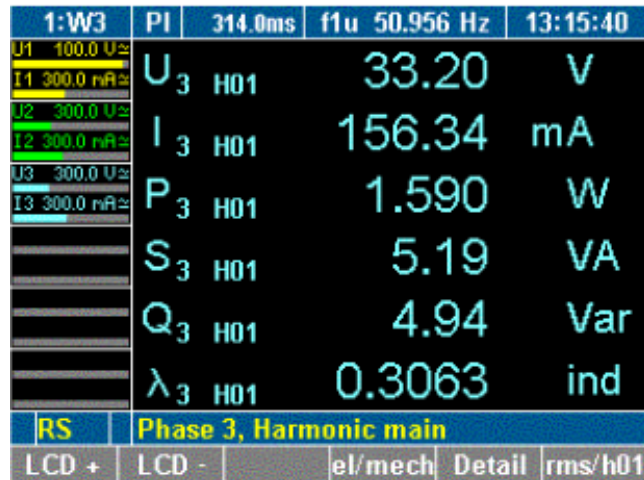 1:W3 PI 314.0ms f1u 50.956 Hz 13:15:40
U1 100.0 V≃
I1 300.0 mA≃
U2 300.0 V≃
I2 300.0 mA≃
U3 300.0 V≃
I3 300.0 mA≃
U3 H01 33.20 V
I3 H01 156.34 mA
P3 H01 1.590 W
S3 H01 5.19 VA
Q3 H01 4.94 Var
λ3 H01 0.3063 ind
RS Phase 3, Harmonic main
LCD + LCD - el/mech Detail rms/h01